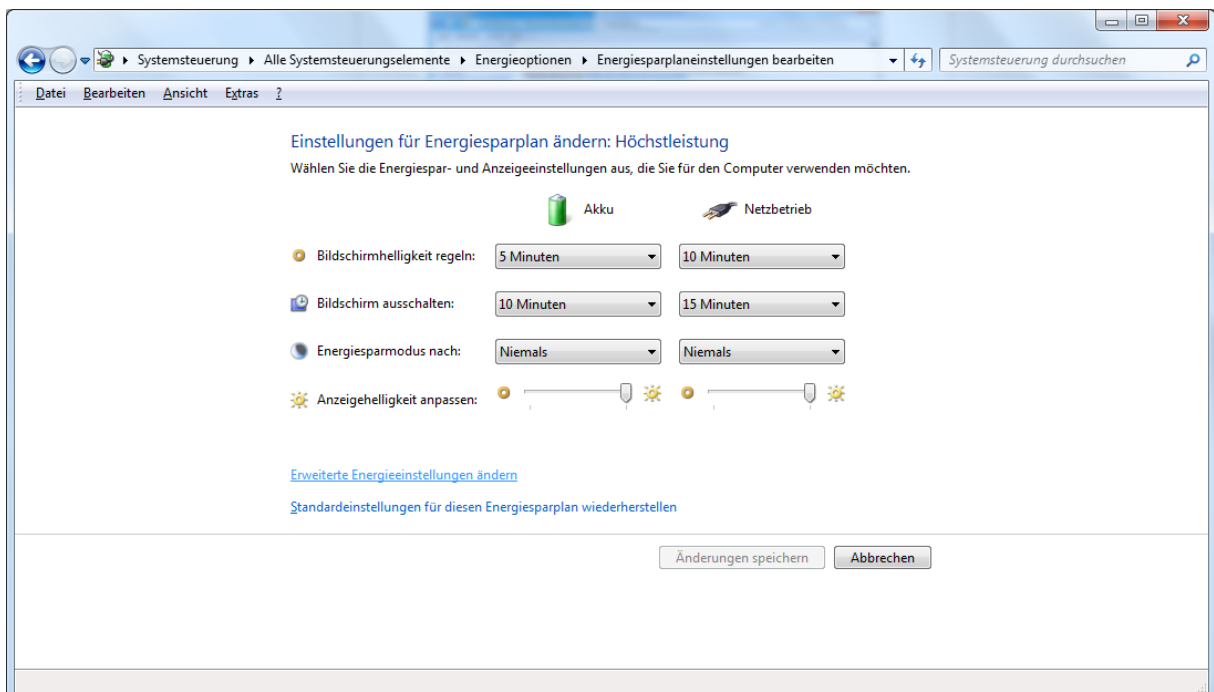 Systemsteuerung Alle Systemsteuerungselemente Energieoptionen Energiesparplaneinstellungen bearbeiten Systemsteuerung durchsuchen
Datei Bearbeiten Ansicht Extras ?
Einstellungen für Energiesparplan ändern: Höchstleistung
Wählen Sie die Energiespar- und Anzeigeeinstellungen aus, die Sie für den Computer verwenden möchten.
Akku Netzbetrieb
Bildschirmhelligkeit regeln: 5 Minuten 10 Minuten
Bildschirm ausschalten: 10 Minuten 15 Minuten
Energiesparmodus nach: Niemals Niemals
Anzeigehelligkeit anpassen:
Erweiterte Energieeinstellungen ändern
Standardeinstellungen für diesen Energiesparplan wiederherstellen
Änderungen speichern Abbrechen